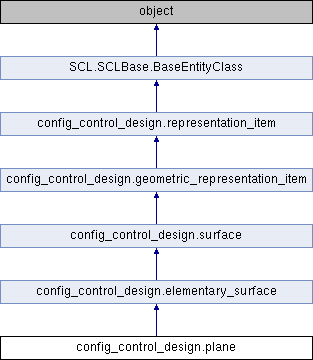 object
SCL.SCLBase.BaseEntityClass
config_control_design.representation_item
config_control_design.geometric_representation_item
config_control_design.surface
config_control_design.elementary_surface
config_control_design.plane